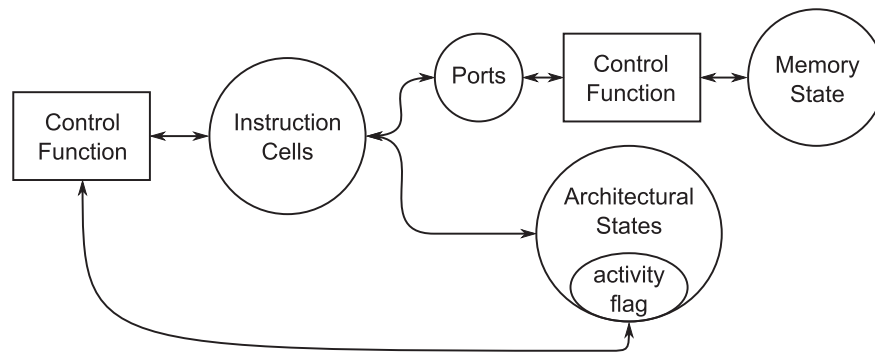 Control
Function
Instruction
Cells
Ports
Control
Function
Memory
State
Architectural
States
activity
flag